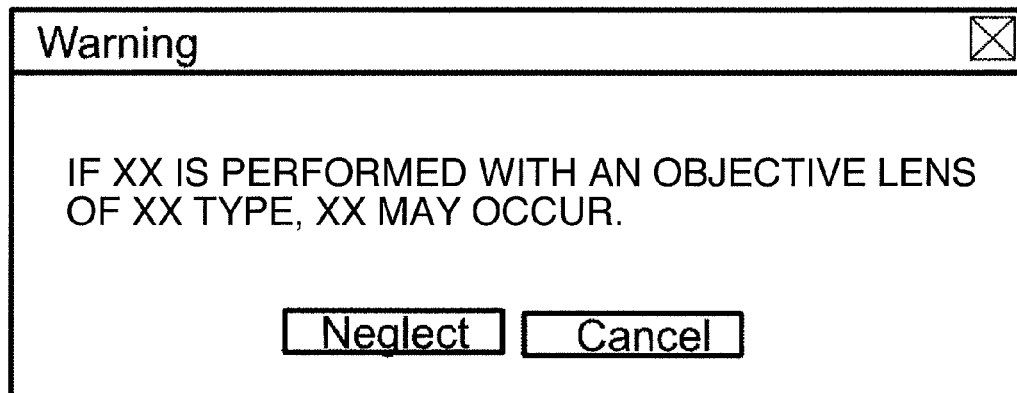 Warning
IF XX IS PERFORMED WITH AN OBJECTIVE LENS
OF XX TYPE, XX MAY OCCUR.
Neglect Cancel